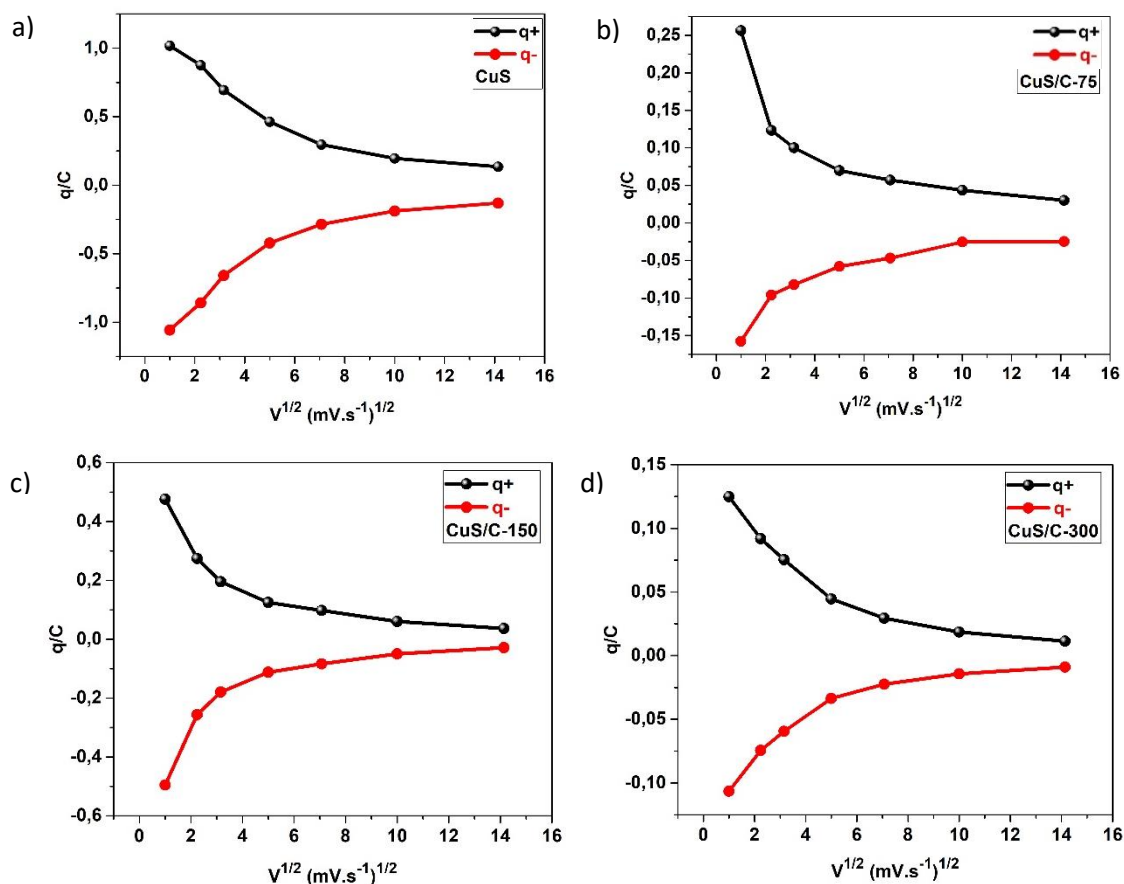 a)
q+
q-
CuS
1,0
0,5
0,0
-0,5
-1,0
q/C
0 2 4 6 8 10 12 14 16
V1/2 (mV.s-1)1/2
b)
q+
q-
CuS/C-75
0,25
0,20
0,15
0,10
0,05
0,00
-0,05
-0,10
-0,15
q/C
0 2 4 6 8 10 12 14 16
V1/2 (mV.s-1)1/2
c)
q+
q-
CuS/C-150
0,6
0,4
0,2
0,0
-0,2
-0,4
-0,6
q/C
0 2 4 6 8 10 12 14 16
V1/2 (mV.s-1)1/2
d)
q+
q-
CuS/C-300
0,15
0,10
0,05
0,00
-0,05
-0,10
q/C
0 2 4 6 8 10 12 14 16
V1/2 (mV.s-1)1/2